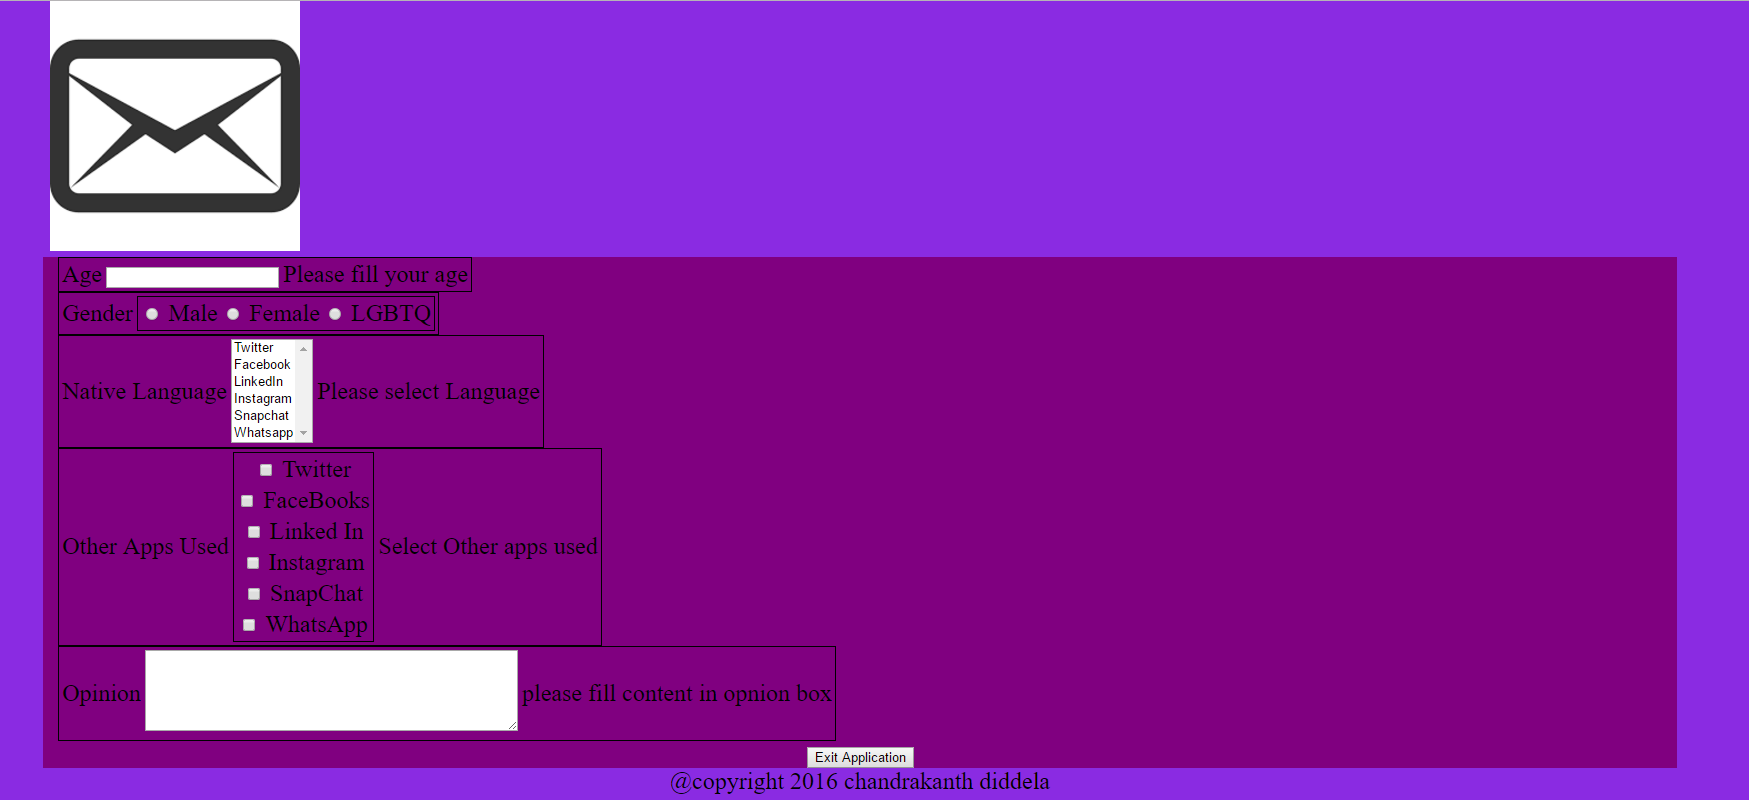 Age Please fill your age
Gender Male Female LGBTQ
Twitter
Facebook
LinkedIn
Native Language Instagram Please select Language
Snapchat
Whatsapp
Twitter
FaceBooks
Linked In
Other Apps Used Select Other apps used
Instagram
SnapChat
WhatsApp
Opinion please fill content in opnion box
Exit Application
@copyright 2016 chandrakanth diddela